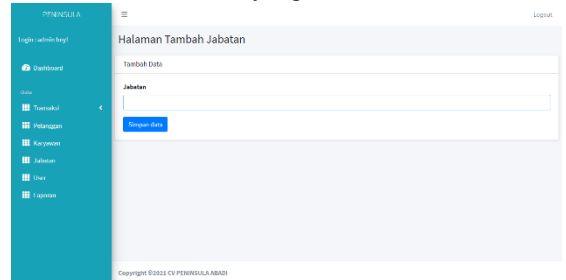 PENINSULA
Logout
Login : admin boy!
Halaman Tambah Jabatan
Dashboard
Tambah Data
Data
Jabatan
Transaksi
Pelanggan
Simpan data
Karyawan
Jabatan
User
Laporan
Copyright ©2021 CV PENINSULA ABADI